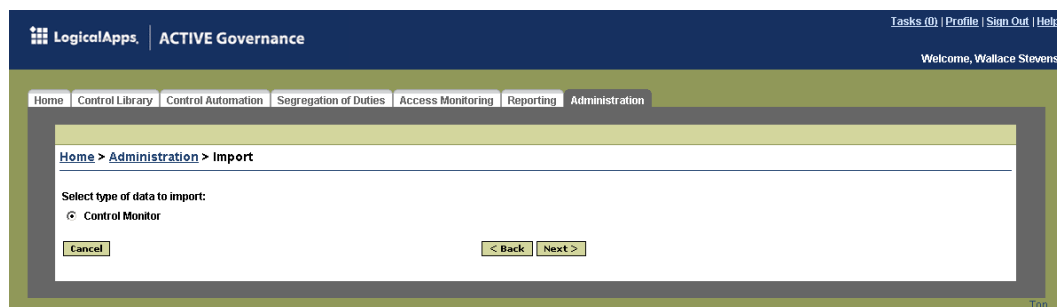 Tasks (0) | Profile | Sign Out | Help
LogicalApps. ACTIVE Governance
Welcome, Wallace Stevens
Home Control Library Control Automation Segregation of Duties Access Monitoring Reporting Administration
Home > Administration > Import
Select type of data to import:
Control Monitor
Cancel < Back Next >
Top